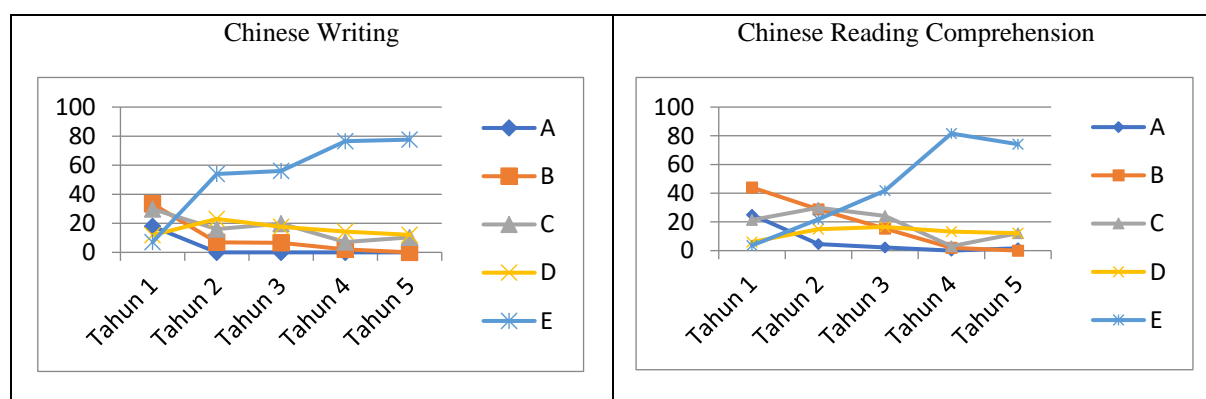 Chinese Writing
100
80
60
40
20
0
Tahun 1
Tahun 2
Tahun 3
Tahun 4
Tahun 5
A
B
C
D
E
Chinese Reading Comprehension
100
80
60
40
20
0
Tahun 1
Tahun 2
Tahun 3
Tahun 4
Tahun 5
A
B
C
D
E